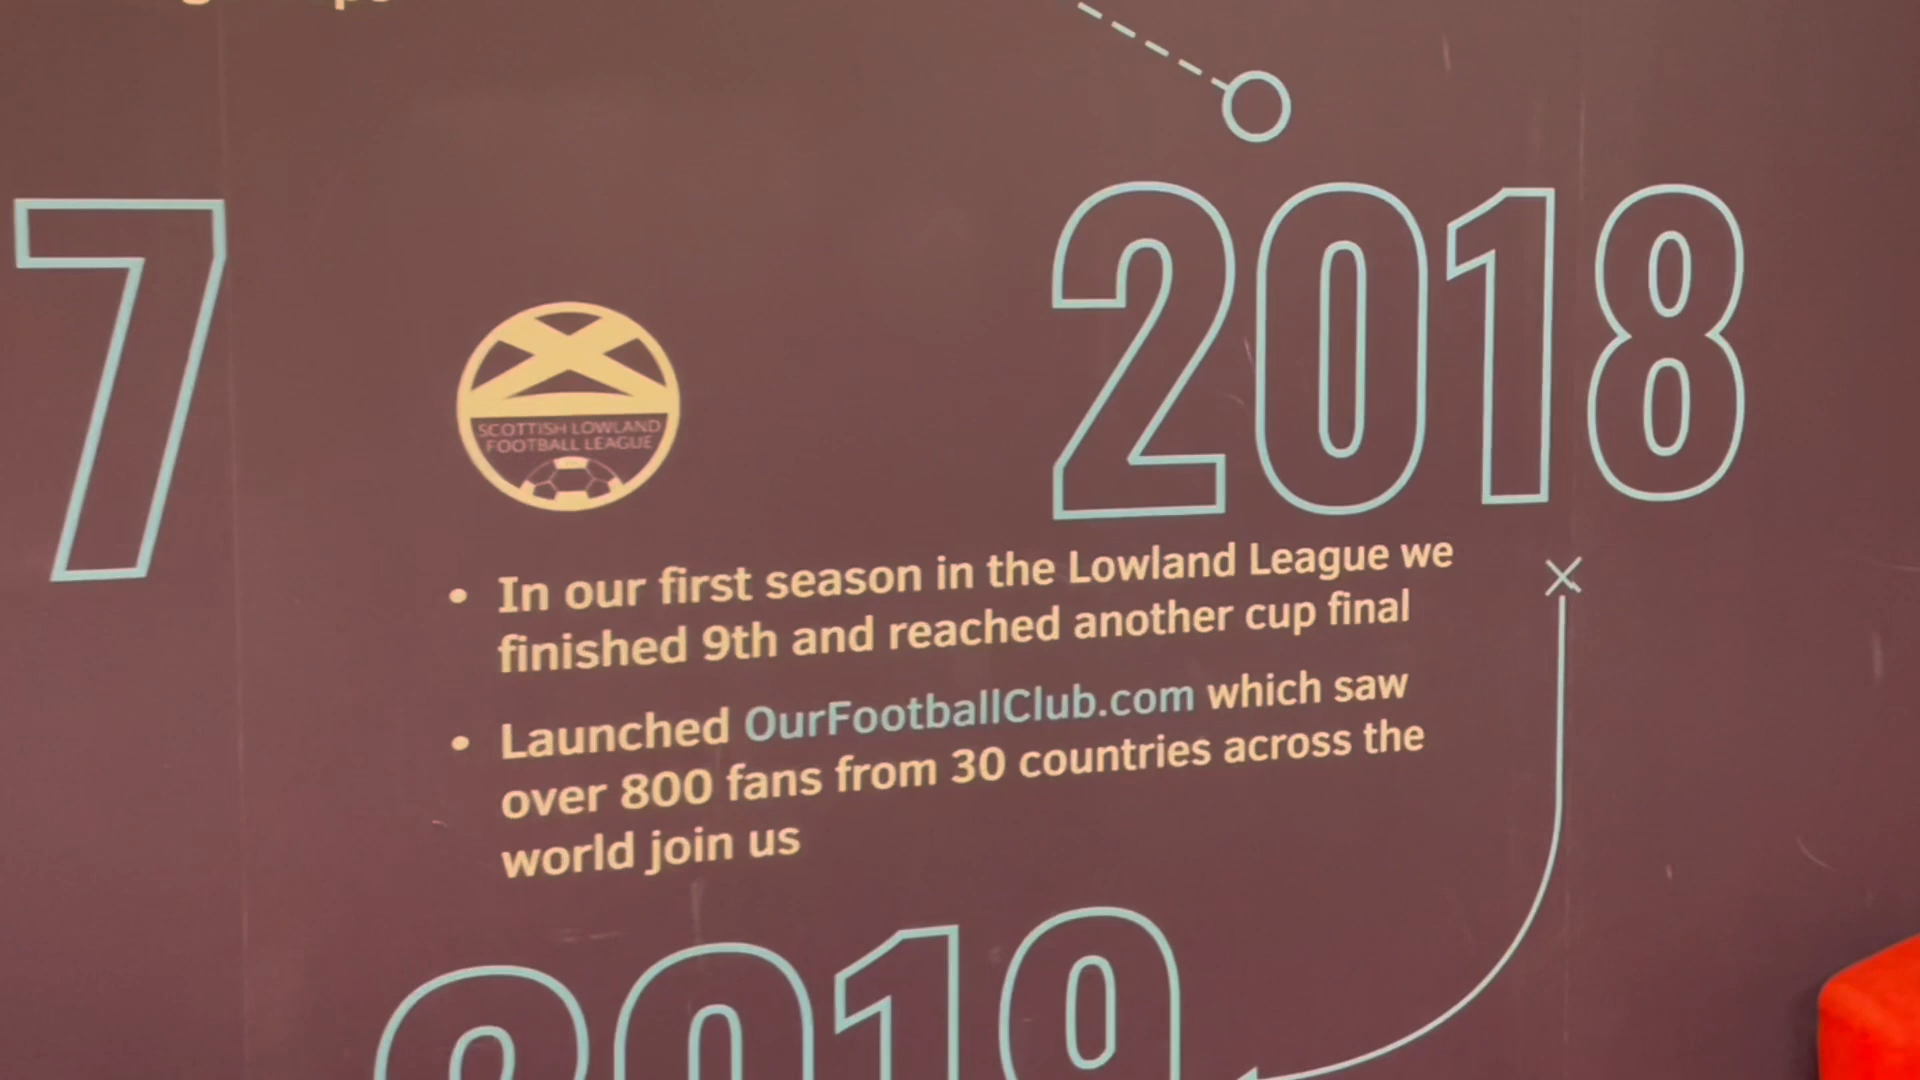 7
2018
SCOTTISH LOWLAND
FOOTBALL LEAGUE
• In our first season in the Lowland League we
finished 9th and reached another cup final
• Launched OurFootballClub.com which saw
over 800 fans from 30 countries across the
world join us
2019